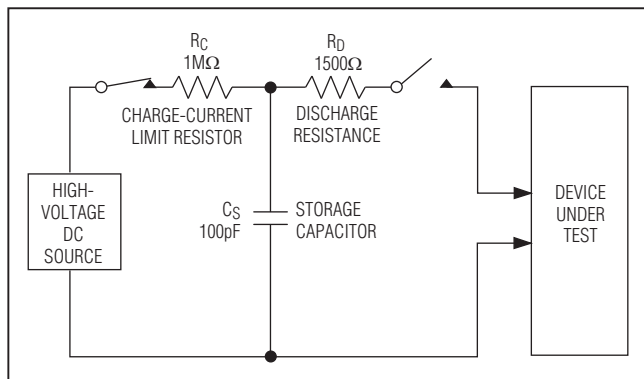 R_C
1MΩ
CHARGE-CURRENT
LIMIT RESISTOR
R_D
1500Ω
DISCHARGE
RESISTANCE
HIGH-
VOLTAGE
DC
SOURCE
C_S
100pF
STORAGE
CAPACITOR
DEVICE
UNDER
TEST